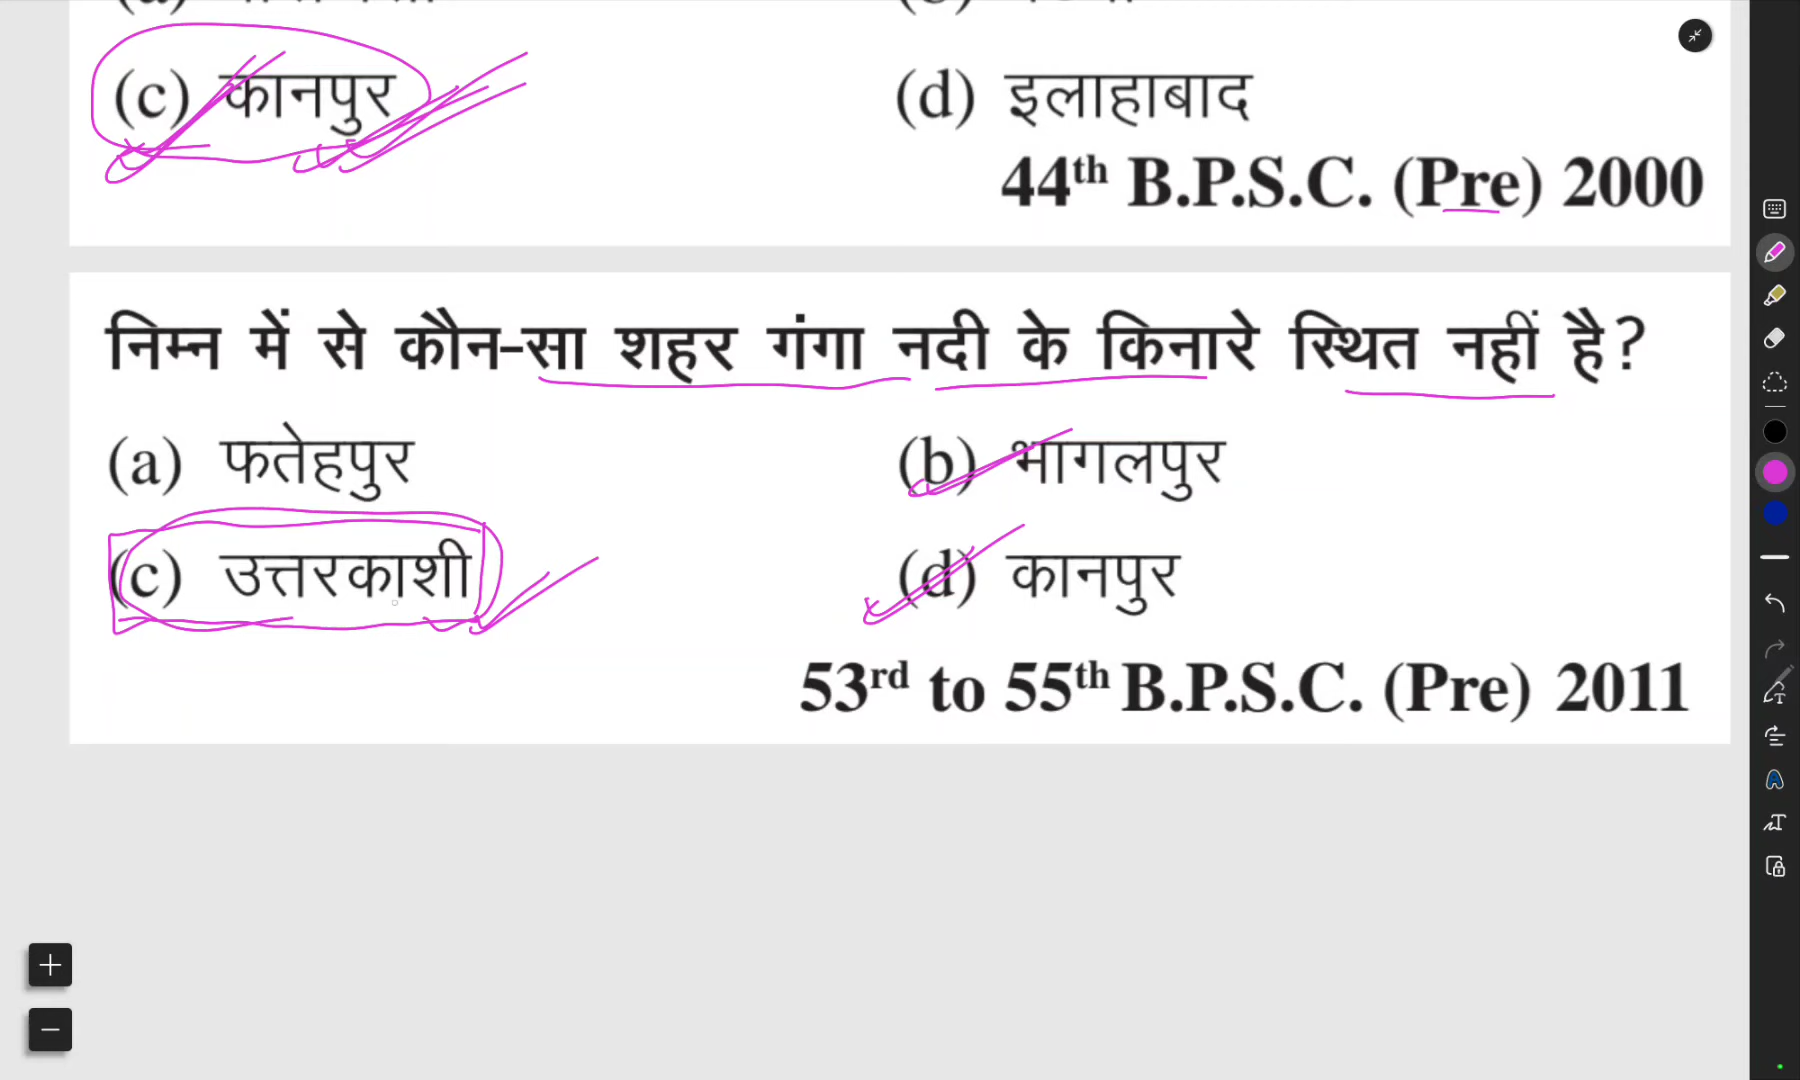 (c) कानपुर (d) इलाहाबाद
44th B.P.S.C. (Pre) 2000
निम्न में से कौन-सा शहर गंगा नदी के किनारे स्थित नहीं है?
(a) फतेहपुर (b) भागलपुर
(c) उत्तरकाशी (d) कानपुर
53rd to 55th B.P.S.C. (Pre) 2011